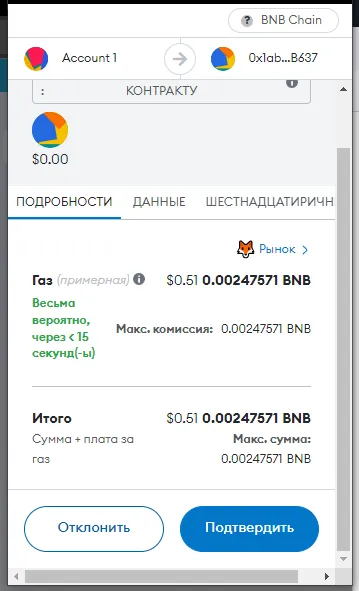 BNB Chain
Account 1
0x1ab...B637
: КОНТРАКТУ
$0.00
ПОДРОБНОСТИ ДАННЫЕ ШЕСТНАДЦАТИРИЧН
Рынок >
Газ (примерная) $0.51 0.00247571 BNB
Весьма
вероятно,
через < 15
секунд(-ы)
Макс. комиссия: 0.00247571 BNB
Итого $0.51 0.00247571 BNB
Сумма + плата за
газ
Макс. сумма:
0.00247571 BNB
Отклонить Подтвердить